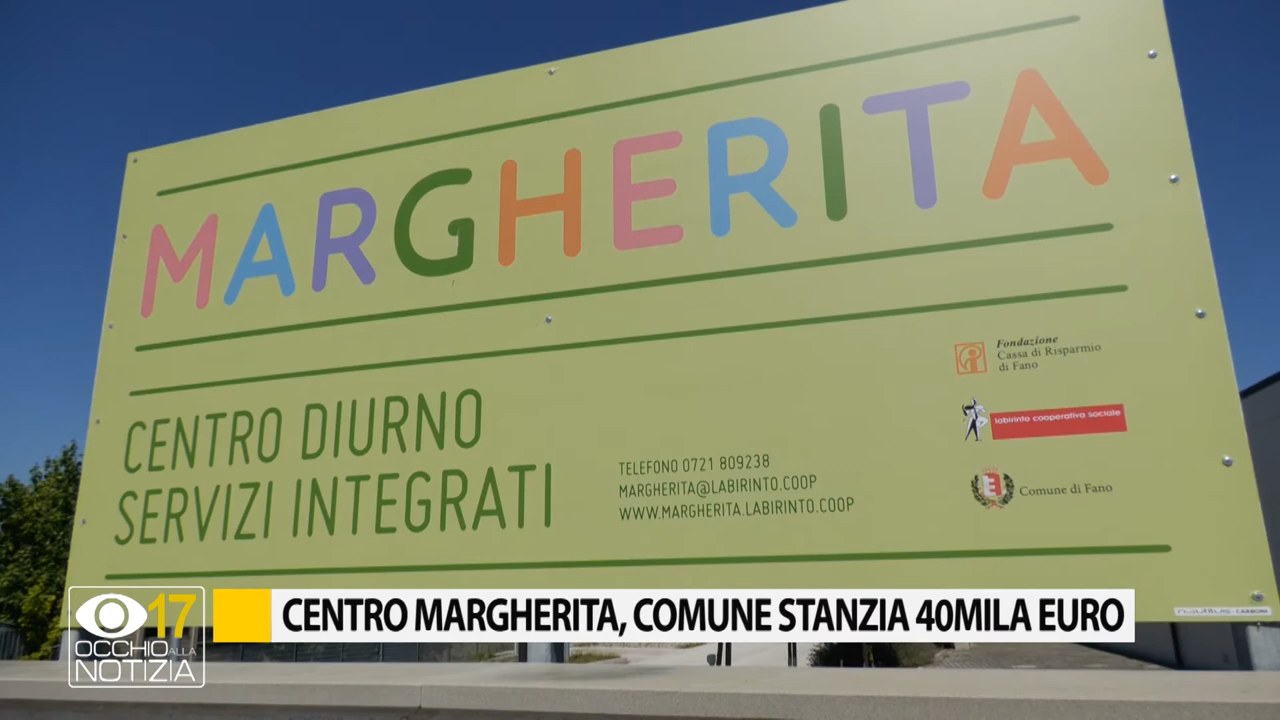 MARGHERITA
CENTRO DIURNO
SERVIZI INTEGRATI
TELEFONO 0721 809238
MARGHERITA@LABIRINTO.COOP
WWW.MARGHERITA.LABIRINTO.COOP
Fondazione
Cassa di Risparmio
di Fano
labirinto cooperativa sociale
Comune di Fano
17
OCCHIO ALLA
NOTIZIA
CENTRO MARGHERITA, COMUNE STANZIA 40MILA EURO